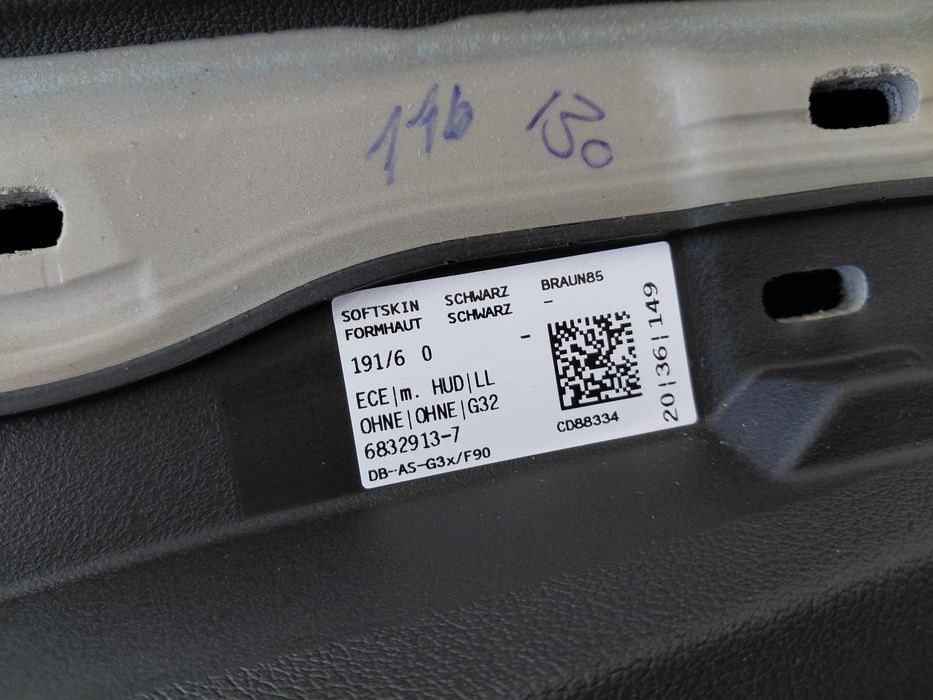 116 130
SOFTSKIN SCHWARZ BRAUN85
FORMHAUT SCHWARZ -
191/6 0 -
ECE|m. HUD|LL
OHNE|OHNE|G32
6832913-7
DB-AS-G3x/F90
CD88334
20|36|149